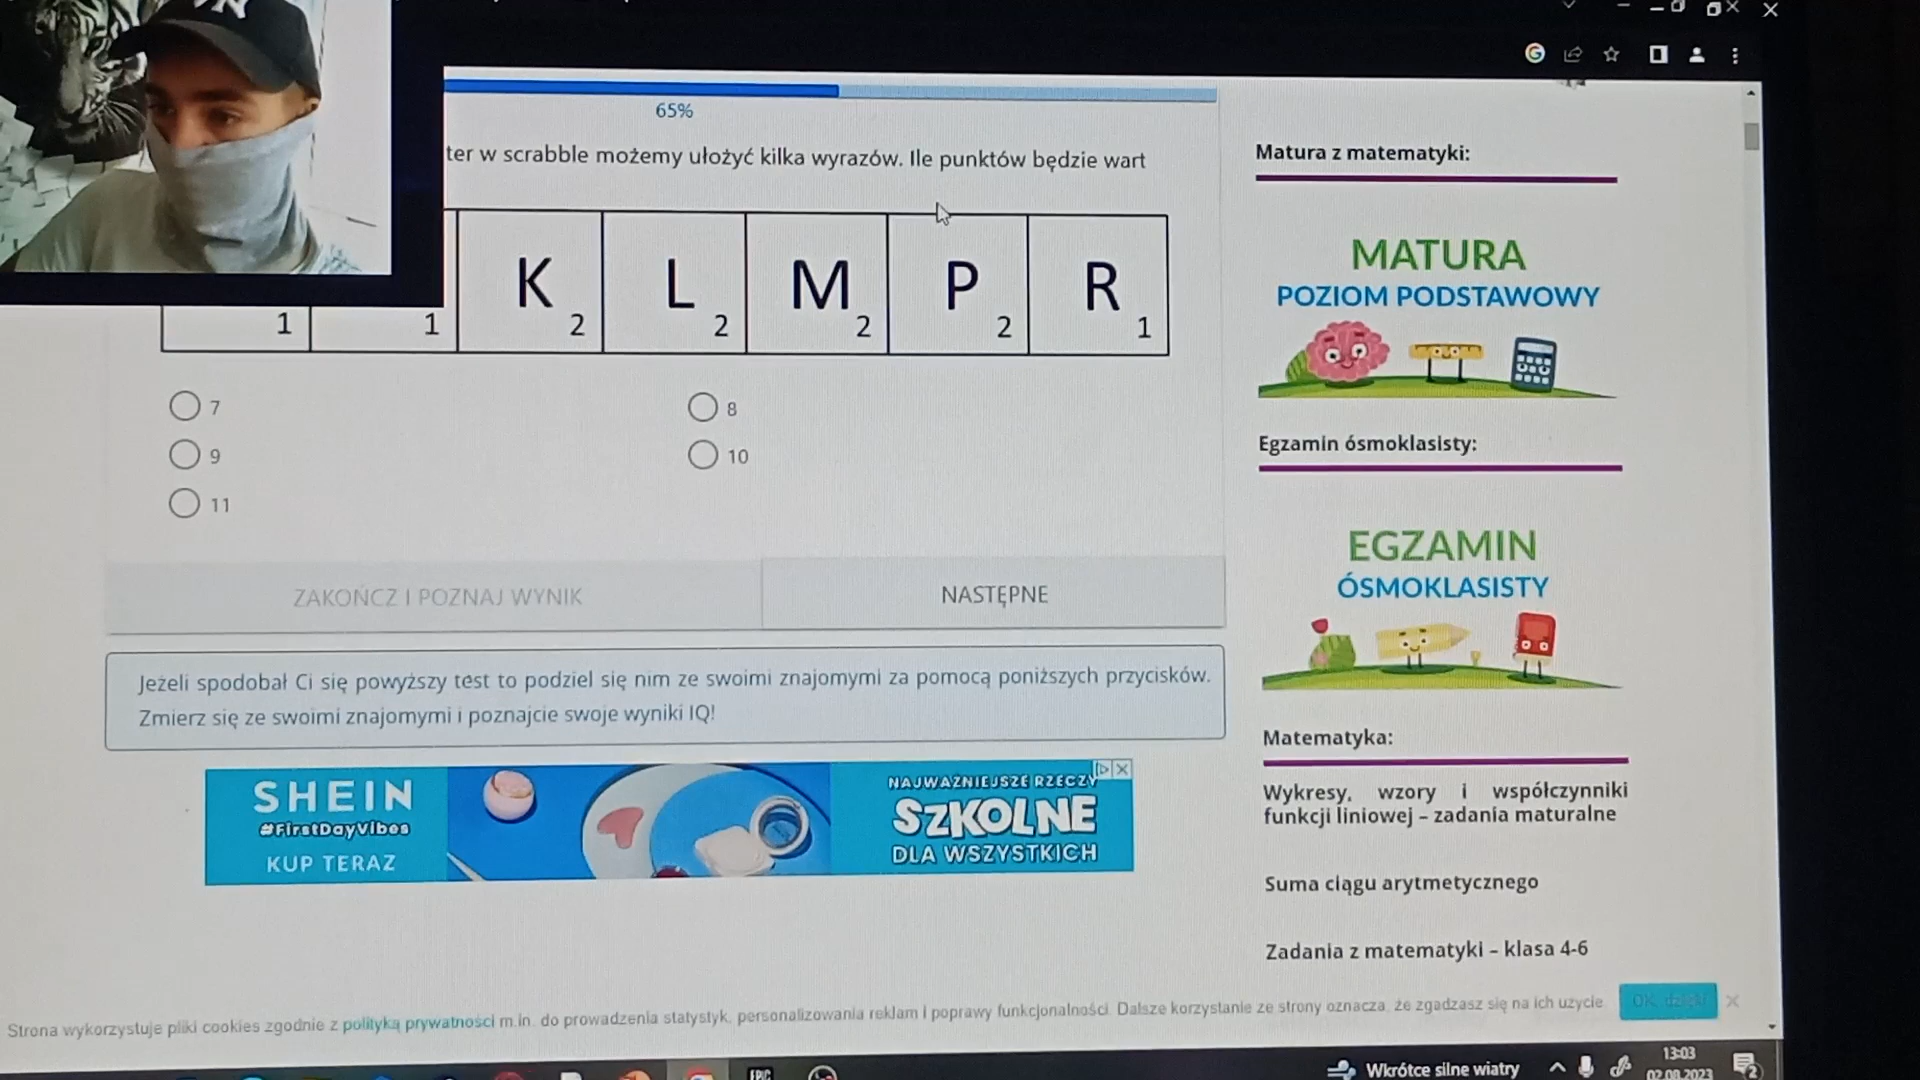 65%
ter w scrabble możemy ułożyć kilka wyrazów. Ile punktów będzie wart
K L M P R
1 1 2 2 2 2 1
7
8
9
10
11
ZAKOŃCZ I POZNAJ WYNIK
NASTĘPNE
Jeżeli spodobał Ci się powyższy test to podziel się nim ze swoimi znajomymi za pomocą poniższych przycisków.
Zmierz się ze swoimi znajomymi i poznajcie swoje wyniki IQ!
SHEIN
#FirstDayVibes
KUP TERAZ
NAJWAŻNIEJSZE RZECZY
SZKOLNE
DLA WSZYSTKICH
Matura z matematyki:
MATURA
POZIOM PODSTAWOWY
Egzamin ósmoklasisty:
EGZAMIN
ÓSMOKLASISTY
Matematyka:
Wykresy, wzory i współczynniki
funkcji liniowej – zadania maturalne
Suma ciągu arytmetycznego
Zadania z matematyki – klasa 4-6
Strona wykorzystuje pliki cookies zgodnie z polityką prywatności m.in. do prowadzenia statystyk, personalizowania reklam i poprawy funkcjonalności. Dalsze korzystanie ze strony oznacza, że zgadzasz się na ich użycie
EPIC
Wkrótce silne wiatry
13:03
02.08.2023
2